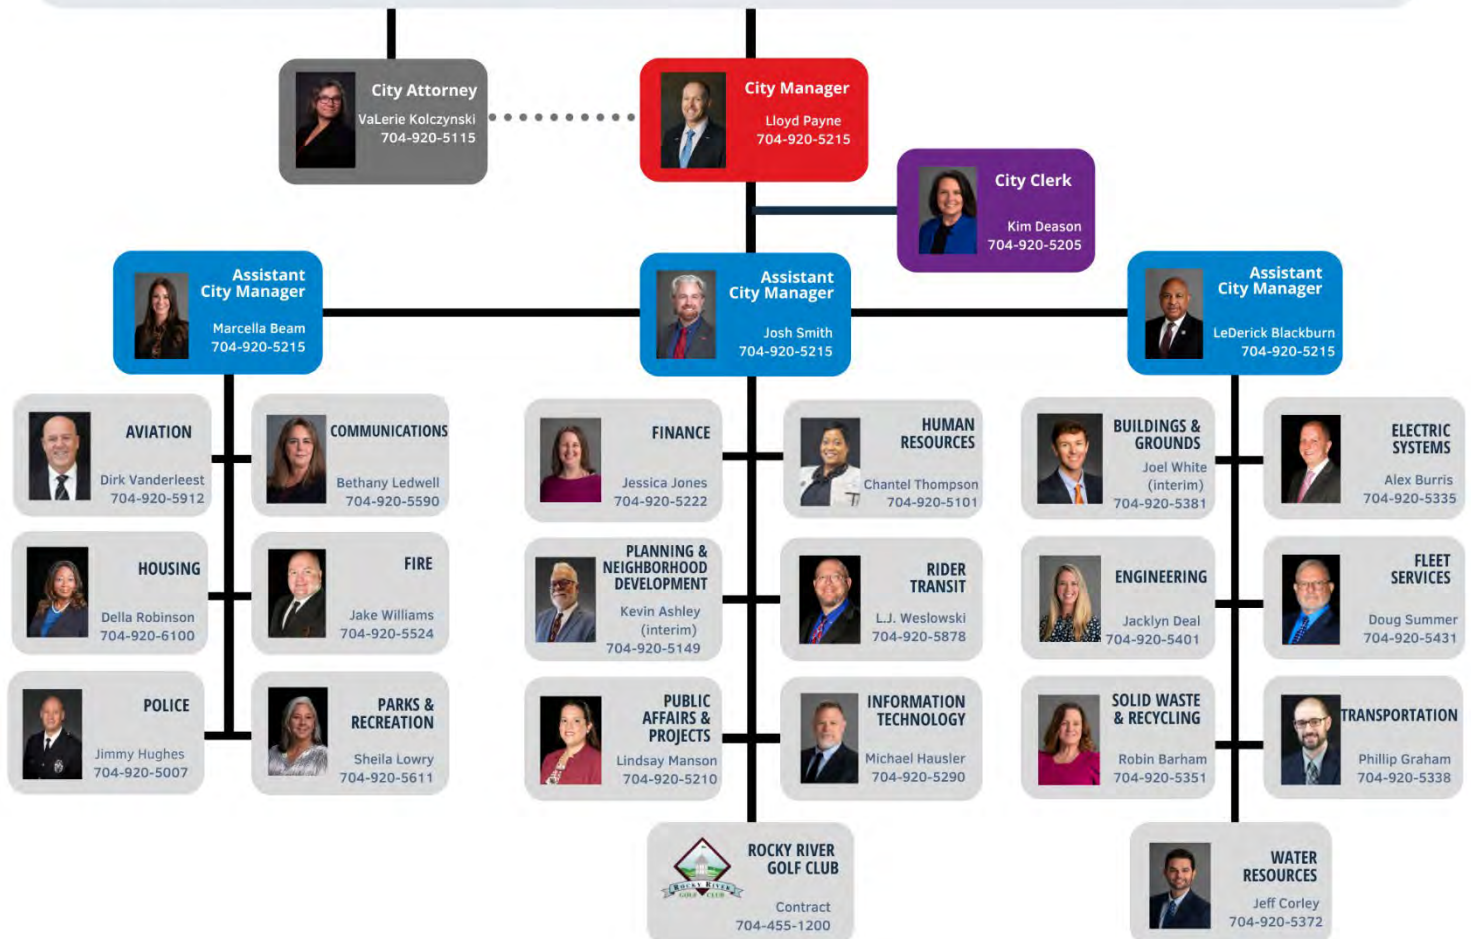 City Attorney
VaLerie Kolczynski
704-920-5115
City Manager
Lloyd Payne
704-920-5215
City Clerk
Kim Deason
704-920-5205
Assistant
City Manager
Marcella Beam
704-920-5215
Assistant
City Manager
Josh Smith
704-920-5215
Assistant
City Manager
LeDerick Blackburn
704-920-5215
AVIATION
Dirk Vanderleest
704-920-5912
COMMUNICATIONS
Bethany Ledwell
704-920-5590
HOUSING
Della Robinson
704-920-6100
FIRE
Jake Williams
704-920-5524
POLICE
Jimmy Hughes
704-920-5007
PARKS &
RECREATION
Sheila Lowry
704-920-5611
FINANCE
Jessica Jones
704-920-5222
HUMAN
RESOURCES
Chantel Thompson
704-920-5101
PLANNING &
NEIGHBORHOOD
DEVELOPMENT
Kevin Ashley
(interim)
704-920-5149
RIDER
TRANSIT
L.J. Weslowski
704-920-5878
PUBLIC
AFFAIRS &
PROJECTS
Lindsay Manson
704-920-5210
INFORMATION
TECHNOLOGY
Michael Hausler
704-920-5290
ROCKY RIVER
GOLF CLUB
ROCKY RIVER
GOLF CLUB
Contract
704-455-1200
BUILDINGS &
GROUNDS
Joel White
(interim)
704-920-5381
ELECTRIC
SYSTEMS
Alex Burris
704-920-5335
ENGINEERING
Jacklyn Deal
704-920-5401
FLEET
SERVICES
Doug Summer
704-920-5431
SOLID WASTE
& RECYCLING
Robin Barham
704-920-5351
TRANSPORTATION
Phillip Graham
704-920-5338
WATER
RESOURCES
Jeff Corley
704-920-5372